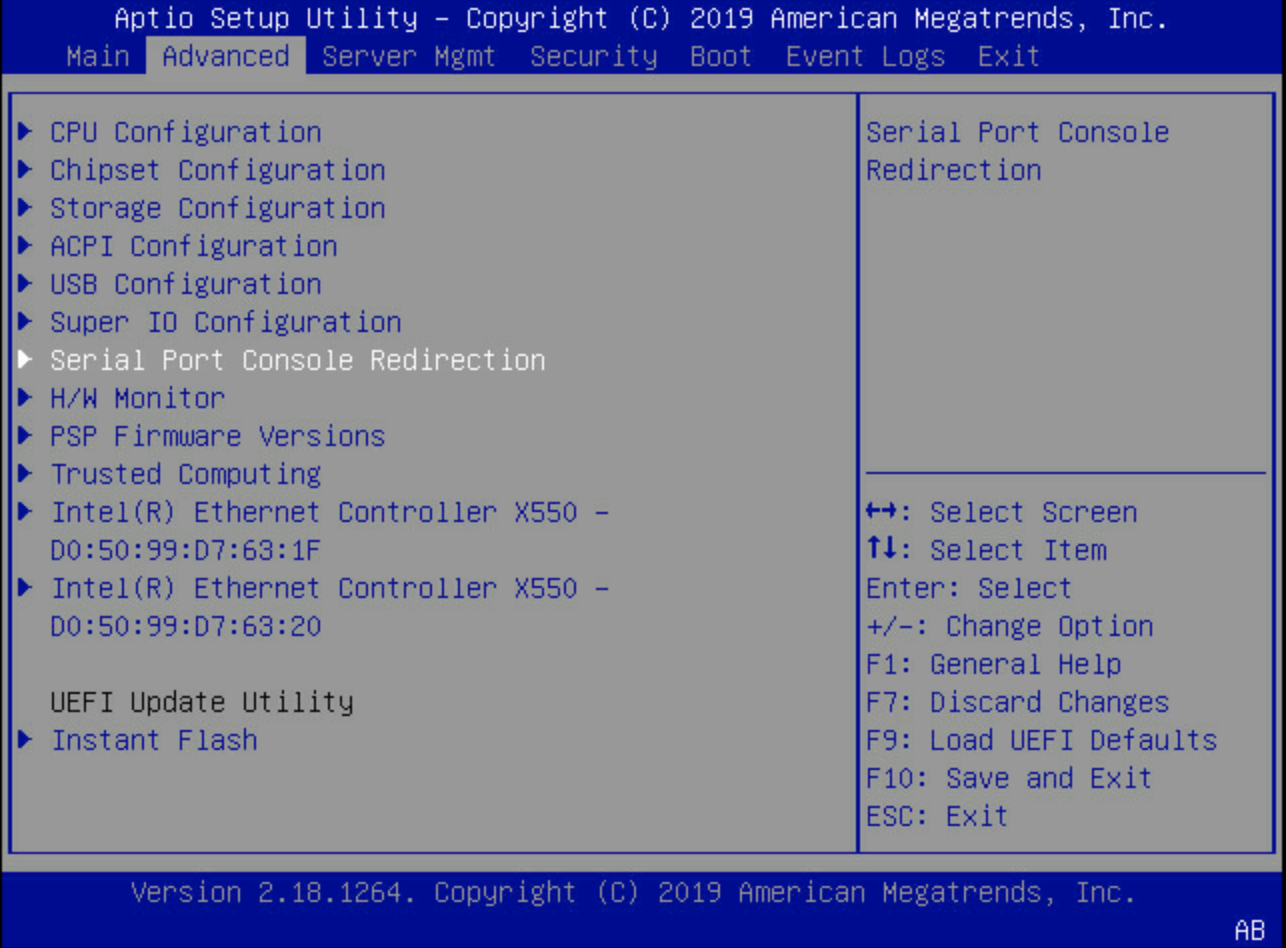 Aptio Setup Utility – Copyright (C) 2019 American Megatrends, Inc.
Main Advanced Server Mgmt Security Boot Event Logs Exit
CPU Configuration
Chipset Configuration
Storage Configuration
ACPI Configuration
USB Configuration
Super IO Configuration
Serial Port Console Redirection
H/W Monitor
PSP Firmware Versions
Trusted Computing
Intel(R) Ethernet Controller X550 –
D0:50:99:D7:63:1F
Intel(R) Ethernet Controller X550 –
D0:50:99:D7:63:20
UEFI Update Utility
Instant Flash
Serial Port Console
Redirection
↔: Select Screen
↑↓: Select Item
Enter: Select
+/-: Change Option
F1: General Help
F7: Discard Changes
F9: Load UEFI Defaults
F10: Save and Exit
ESC: Exit
Version 2.18.1264. Copyright (C) 2019 American Megatrends, Inc.
AB